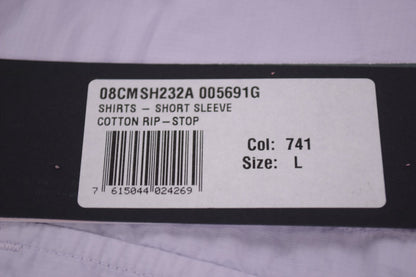 08CMSH232A 005691G
SHIRTS – SHORT SLEEVE
COTTON RIP–STOP
Col: 741
Size: L
7 615044 024269